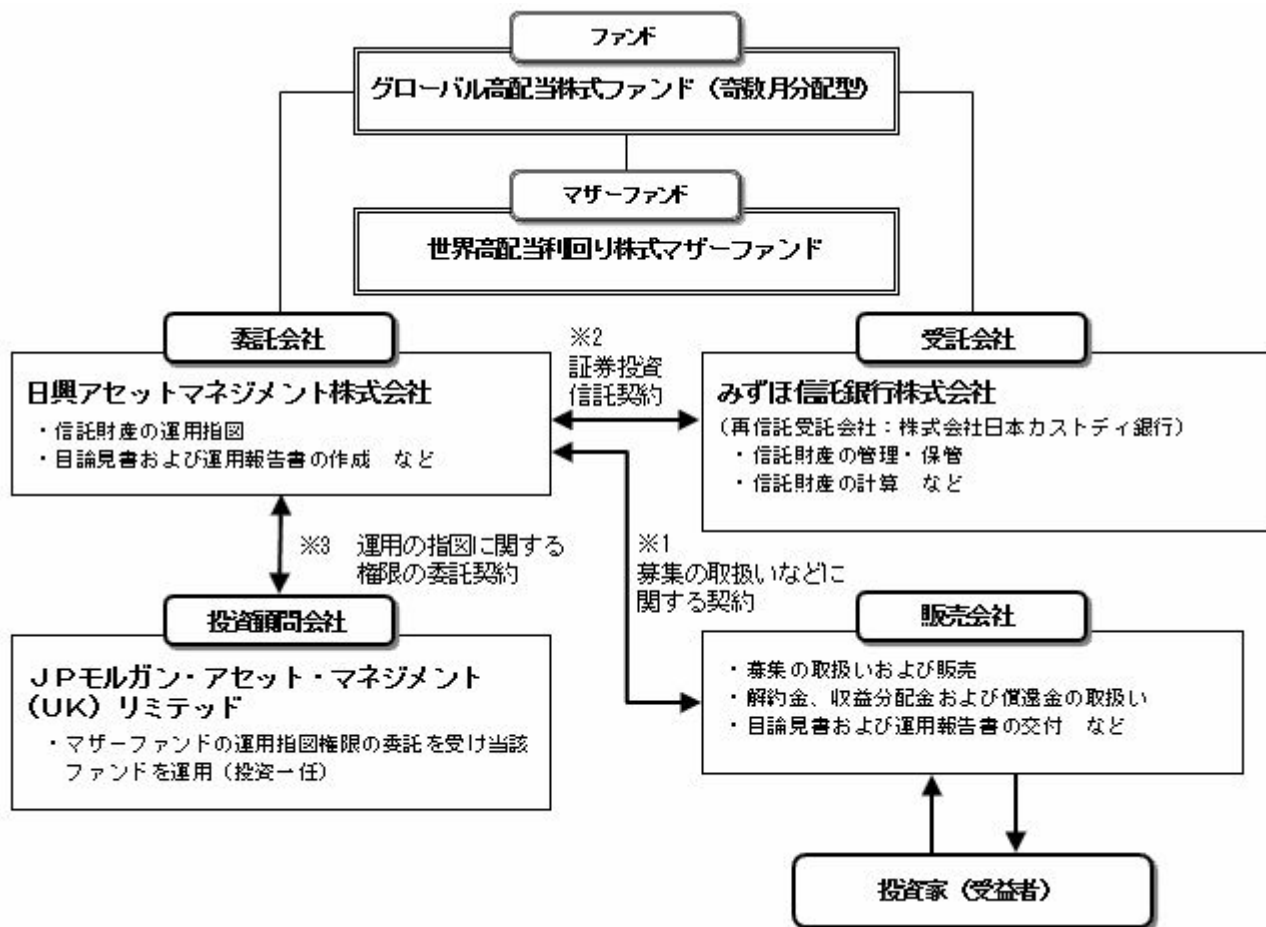 ファンド
グローバル高配当株式ファンド（奇数月分配型）
マザーファンド
世界高配当利回り株式マザーファンド
委託会社
日興アセットマネジメント株式会社
・信託財産の運用指図
・目論見書および運用報告書の作成　など
※2
証券投資
信託契約
受託会社
みずほ信託銀行株式会社
（再信託受託会社：株式会社日本カストディ銀行）
・信託財産の管理・保管
・信託財産の計算　など
※3　運用の指図に関する
権限の委託契約
※1
募集の取扱いなどに
関する契約
投資顧問会社
ＪＰモルガン・アセット・マネジメント
（UK）リミテッド
・マザーファンドの運用指図権限の委託を受け当該
ファンドを運用（投資一任）
販売会社
・募集の取扱いおよび販売
・解約金、収益分配金および償還金の取扱い
・目論見書および運用報告書の交付　など
投資家（受益者）